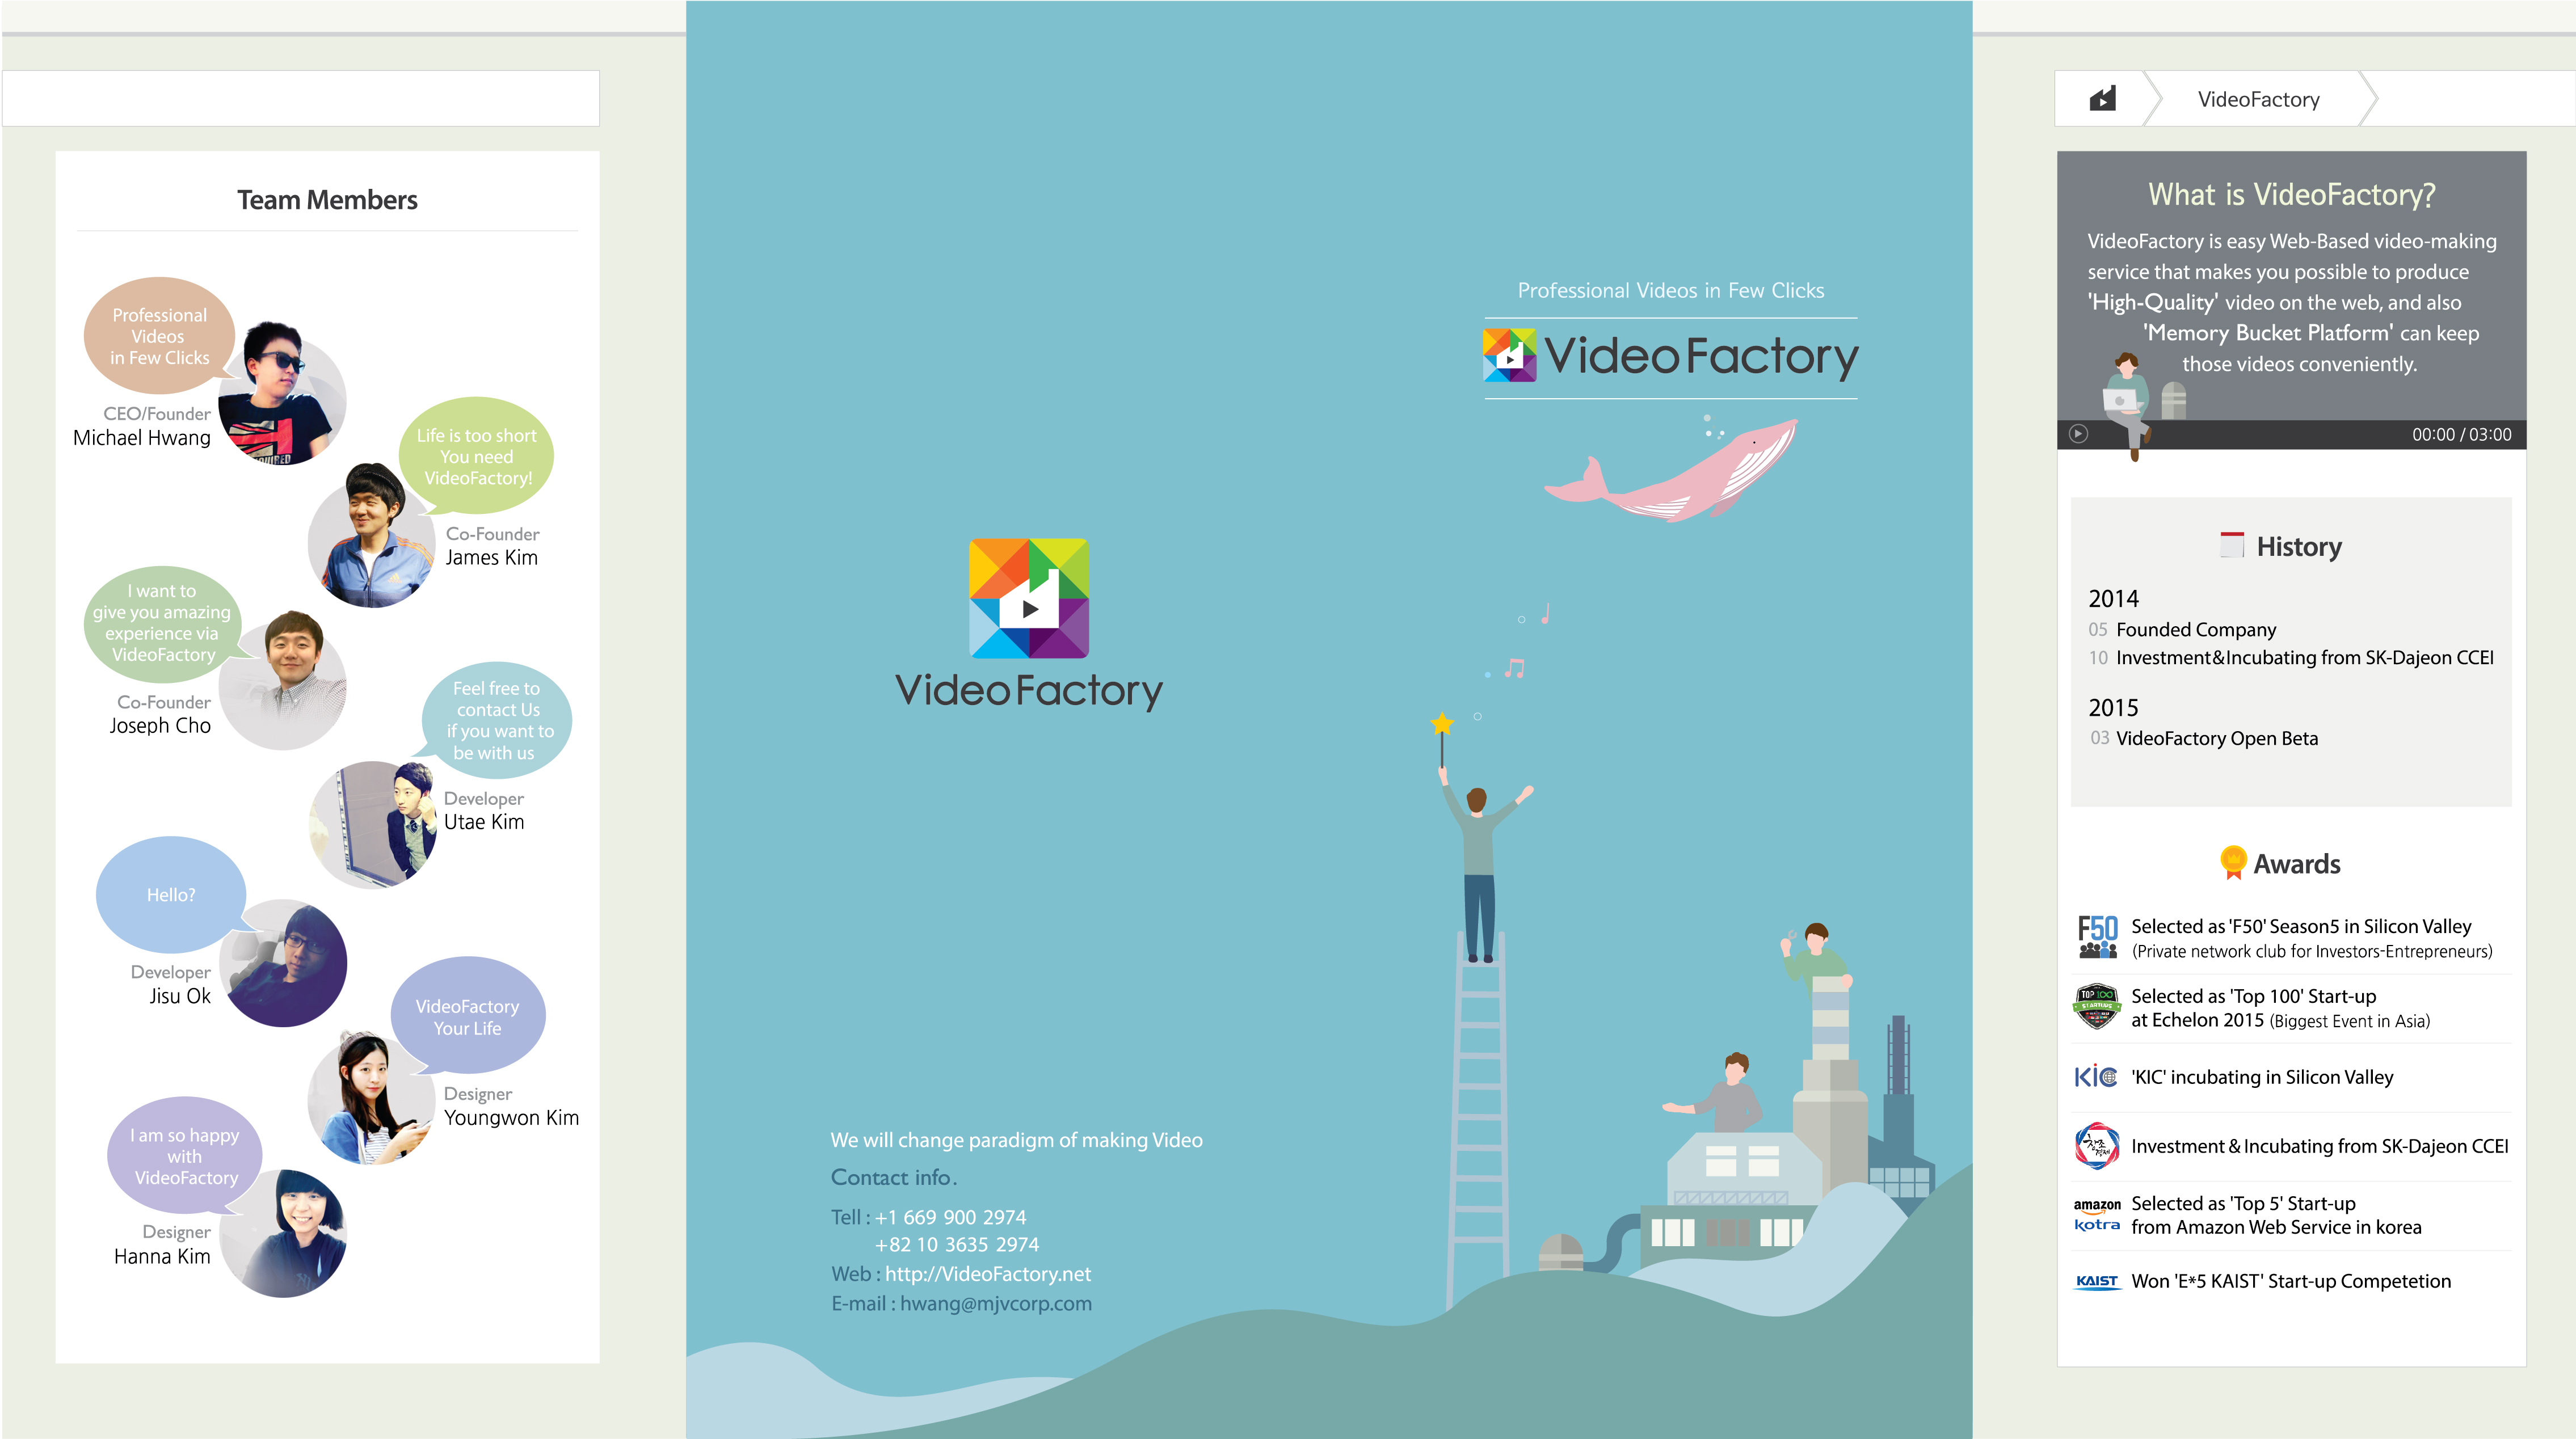 Team Members
Professional
Videos
in Few Clicks
CEO/Founder
Michael Hwang
Life is too short
You need
VideoFactory!
Co-Founder
James Kim
I want to
give you amazing
experience via
VideoFactory
Co-Founder
Joseph Cho
Feel free to
contact Us
if you want to
be with us
Developer
Utae Kim
Hello?
Developer
Jisu Ok
VideoFactory
Your Life
Designer
Youngwon Kim
I am so happy
with
VideoFactory
Designer
Hanna Kim
VideoFactory
We will change paradigm of making Video
Contact info.
Tell : +1 669 900 2974
+82 10 3635 2974
Web : http://VideoFactory.net
E-mail : hwang@mjvcorp.com
Professional Videos in Few Clicks
VideoFactory
VideoFactory
What is VideoFactory?
VideoFactory is easy Web-Based video-making
service that makes you possible to produce
'High-Quality' video on the web, and also
'Memory Bucket Platform' can keep
those videos conveniently.
00:00 / 03:00
History
2014
05 Founded Company
10 Investment&Incubating from SK-Dajeon CCEI
2015
03 VideoFactory Open Beta
Awards
F50
Selected as 'F50' Season5 in Silicon Valley
(Private network club for Investors-Entrepreneurs)
TOP 100
STARTUPS
Selected as 'Top 100' Start-up
at Echelon 2015 (Biggest Event in Asia)
KIC
'KIC' incubating in Silicon Valley
창조
경제
Investment & Incubating from SK-Dajeon CCEI
amazon
kotra
Selected as 'Top 5' Start-up
from Amazon Web Service in korea
KAIST
Won 'E*5 KAIST' Start-up Competetion